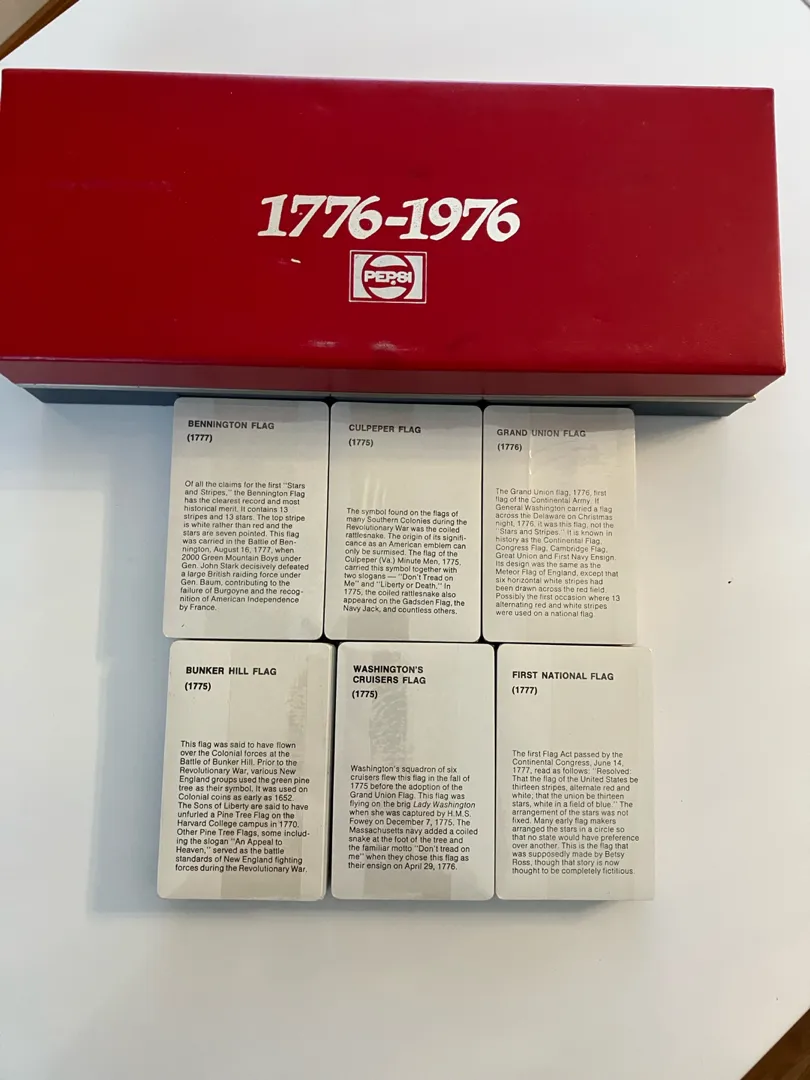 1776-1976
PEPSI
BENNINGTON FLAG
(1777)
Of all the claims for the first "Stars
and Stripes," the Bennington Flag
has the clearest record and most
historical merit. It contains 13
stripes and 13 stars. The top stripe
is white rather than red and the
stars are seven pointed. This flag
was carried in the Battle of Ben-
nington, August 16, 1777, when
2000 Green Mountain Boys under
Gen. John Stark decisively defeated
a large British raiding force under
Gen. Baum, contributing to the
failure of Burgoyne and the recog-
nition of American Independence
by France.
CULPEPER FLAG
(1775)
The symbol found on the flags of
many Southern Colonies during the
Revolutionary War was the coiled
rattlesnake. The origin of its signifi-
cance as an American emblem can
only be surmised. The flag of the
Culpeper (Va.) Minute Men, 1775,
carried this symbol together with
two slogans — "Don't Tread on
Me" and "Liberty or Death." In
1775, the coiled rattlesnake also
appeared on the Gadsden Flag, the
Navy Jack, and countless others.
GRAND UNION FLAG
(1776)
The Grand Union flag, 1776, first
flag of the Continental Army. If
General Washington carried a flag
across the Delaware on Christmas
night, 1776, it was this flag, not the
"Stars and Stripes." It is known in
history as the Continental Flag,
Congress Flag, Cambridge Flag,
Great Union and First Navy Ensign.
Its design was the same as the
Meteor Flag of England, except that
six horizontal white stripes had
been drawn across the red field.
Possibly the first occasion where 13
alternating red and white stripes
were used on a national flag.
BUNKER HILL FLAG
(1775)
This flag was said to have flown
over the Colonial forces at the
Battle of Bunker Hill. Prior to the
Revolutionary War, various New
England groups used the green pine
tree as their symbol. It was used on
Colonial coins as early as 1652.
The Sons of Liberty are said to have
unfurled a Pine Tree Flag on the
Harvard College campus in 1770.
Other Pine Tree Flags, some includ-
ing the slogan "An Appeal to
Heaven," served as the battle
standards of New England fighting
forces during the Revolutionary War.
WASHINGTON'S
CRUISERS FLAG
(1775)
Washington's squadron of six
cruisers flew this flag in the fall of
1775 before the adoption of the
Grand Union Flag. This flag was
flying on the brig Lady Washington
when she was captured by H.M.S.
Fowey on December 7, 1775. The
Massachusetts navy added a coiled
snake at the foot of the tree and
the familiar motto "Don't tread on
me" when they chose this flag as
their ensign on April 29, 1776.
FIRST NATIONAL FLAG
(1777)
The first Flag Act passed by the
Continental Congress, June 14,
1777, read as follows: "Resolved:
That the flag of the United States be
thirteen stripes, alternate red and
white; that the union be thirteen
stars, white in a field of blue." The
arrangement of the stars was not
fixed. Many early flag makers
arranged the stars in a circle so
that no state would have preference
over another. This is the flag that
was supposedly made by Betsy
Ross, though that story is now
thought to be completely fictitious.